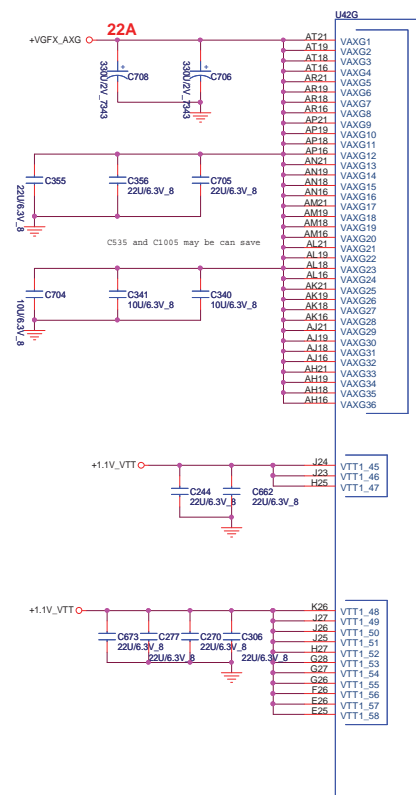 U42G
22A
+VGFX_AXG
AT21 VAXG1
AT19 VAXG2
AT18 VAXG3
AT16 VAXG4
AR21 VAXG5
AR19 VAXG6
AR18 VAXG7
AR16 VAXG8
AP21 VAXG9
AP19 VAXG10
AP18 VAXG11
AP16 VAXG12
AN21 VAXG13
AN19 VAXG14
AN18 VAXG15
AN16 VAXG16
AM21 VAXG17
AM19 VAXG18
AM18 VAXG19
AM16 VAXG20
AL21 VAXG21
AL19 VAXG22
AL18 VAXG23
AL16 VAXG24
AK21 VAXG25
AK19 VAXG26
AK18 VAXG27
AK16 VAXG28
AJ21 VAXG29
AJ19 VAXG30
AJ18 VAXG31
AJ16 VAXG32
AH21 VAXG33
AH19 VAXG34
AH18 VAXG35
AH16 VAXG36
+
C708
330U/2V_7343
+
C706
330U/2V_7343
C355
22U/6.3V_8
C356
22U/6.3V_8
C705
22U/6.3V_8
C535 and C1005 may be can save
C704
10U/6.3V_8
C341
10U/6.3V_8
C340
10U/6.3V_8
+1.1V_VTT
J24 VTT1_45
J23 VTT1_46
H25 VTT1_47
C244
22U/6.3V_8
C662
22U/6.3V_8
+1.1V_VTT
K26 VTT1_48
J27 VTT1_49
J26 VTT1_50
J25 VTT1_51
H27 VTT1_52
G28 VTT1_53
G27 VTT1_54
G26 VTT1_55
F26 VTT1_56
E26 VTT1_57
E25 VTT1_58
C673
22U/6.3V_8
C277
22U/6.3V_8
C270
22U/6.3V_8
C306
22U/6.3V_8